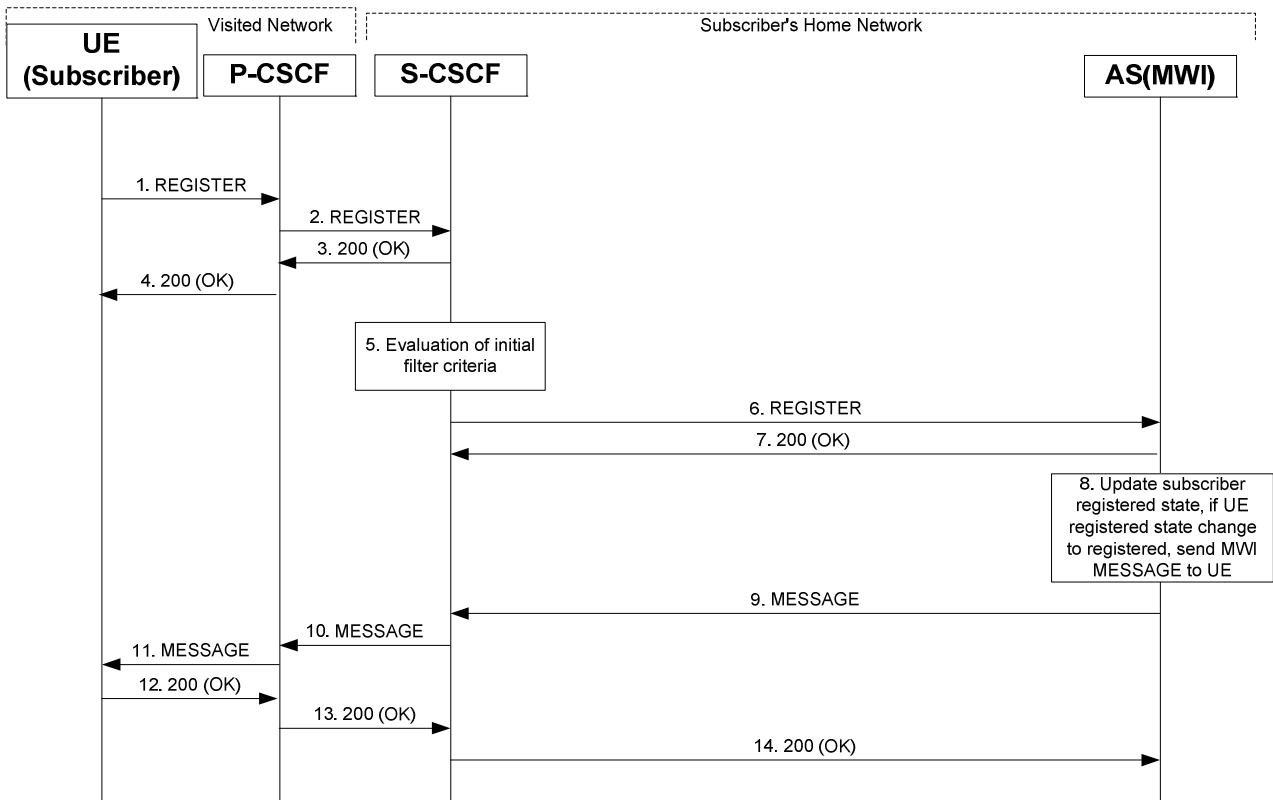 Visited Network
Subscriber's Home Network
UE
(Subscriber)
P-CSCF
S-CSCF
AS(MWI)
1. REGISTER
2. REGISTER
3. 200 (OK)
4. 200 (OK)
5. Evaluation of initial
filter criteria
6. REGISTER
7. 200 (OK)
8. Update subscriber
registered state, if UE
registered state change
to registered, send MWI
MESSAGE to UE
9. MESSAGE
10. MESSAGE
11. MESSAGE
12. 200 (OK)
13. 200 (OK)
14. 200 (OK)